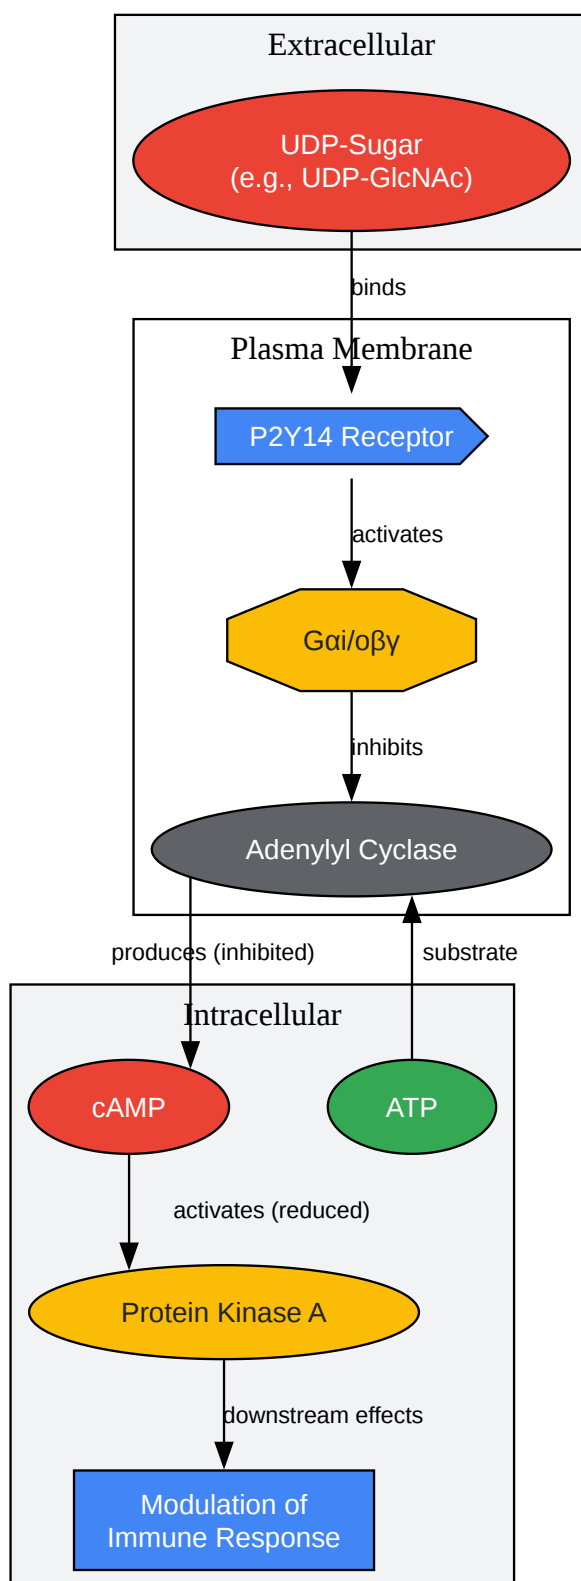 Extracellular
UDP-Sugar
(e.g., UDP-GlcNAc)
binds
Plasma Membrane
P2Y14 Receptor
activates
Gαi/oβγ
inhibits
Adenylyl Cyclase
produces (inhibited)
substrate
Intracellular
cAMP
ATP
activates (reduced)
Protein Kinase A
downstream effects
Modulation of
Immune Response